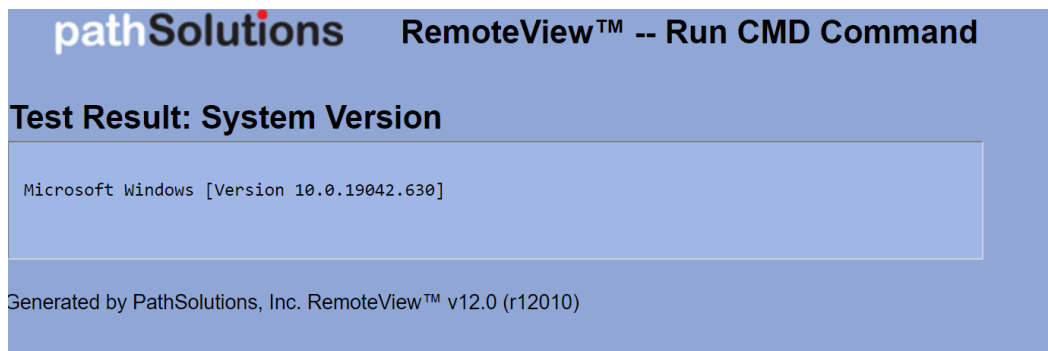 pathSolutions RemoteView™ -- Run CMD Command
Test Result: System Version
Microsoft Windows [Version 10.0.19042.630]
Generated by PathSolutions, Inc. RemoteView™ v12.0 (r12010)